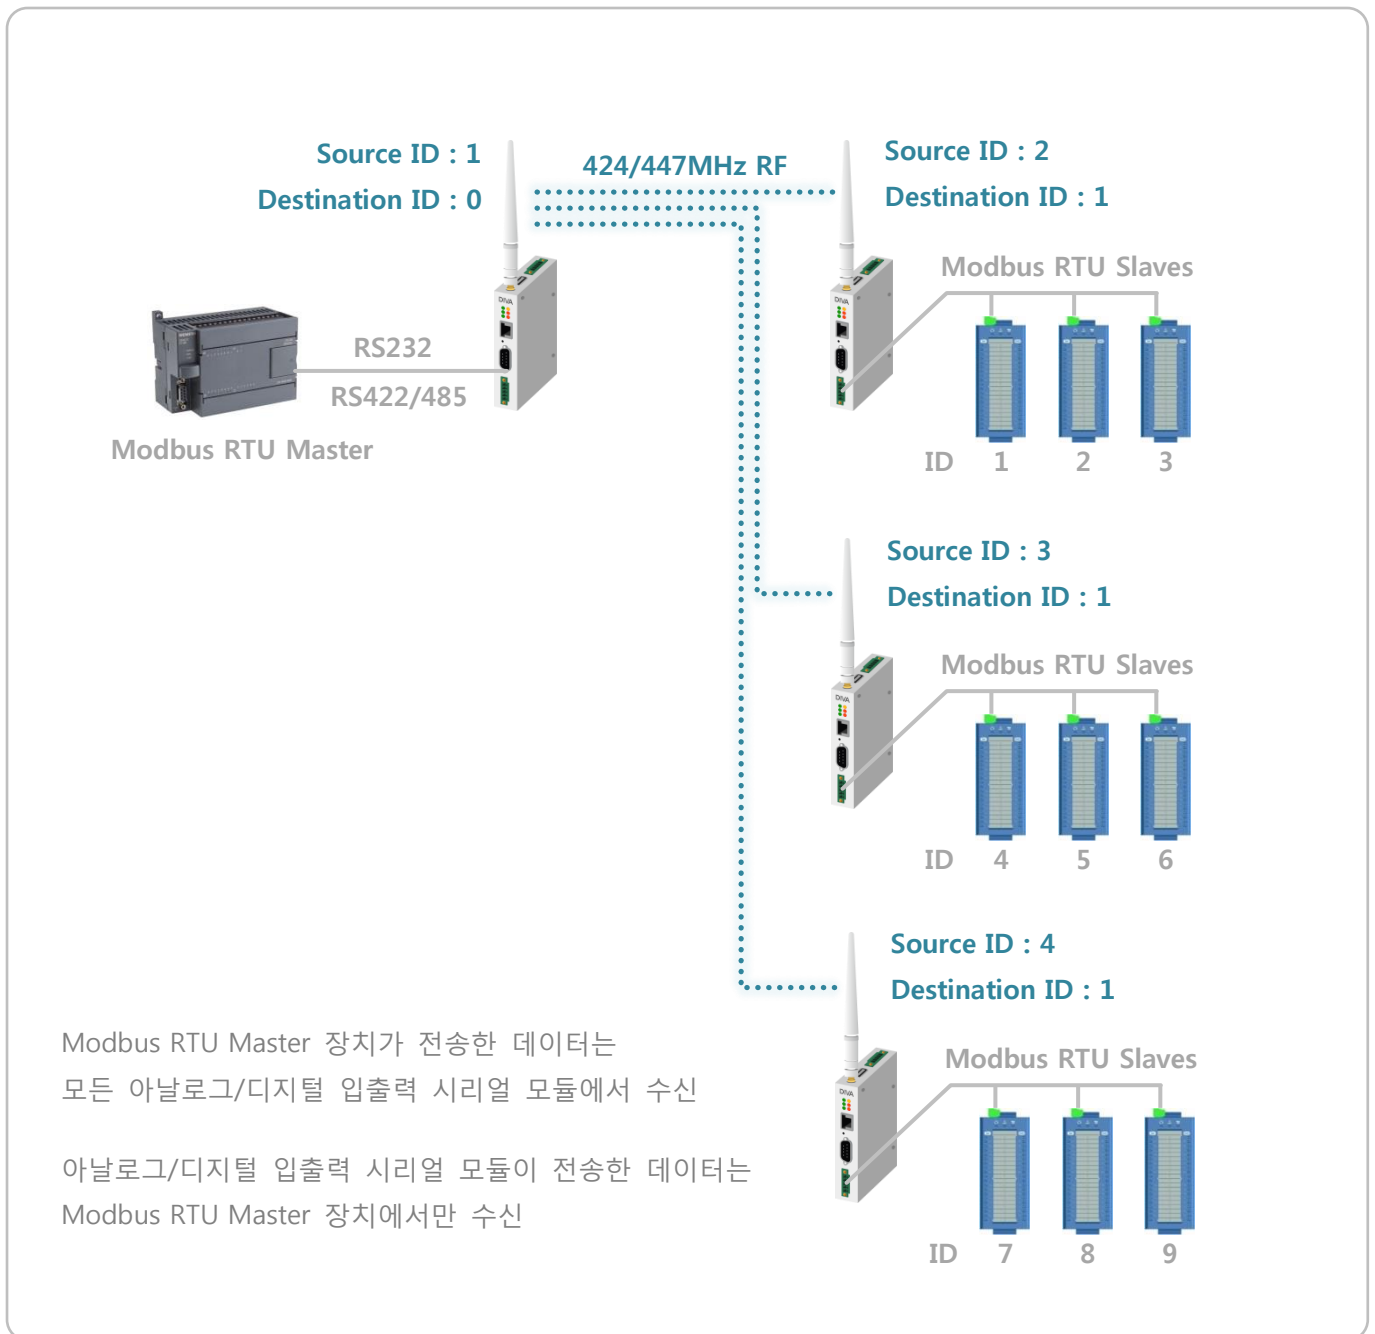 Source ID : 1
Destination ID : 0
424/447MHz RF
Source ID : 2
Destination ID : 1
Modbus RTU Slaves
DIVA
DIVA
RS232
RS422/485
Modbus RTU Master
ID 1 2 3
Source ID : 3
Destination ID : 1
Modbus RTU Slaves
DIVA
ID 4 5 6
Source ID : 4
Destination ID : 1
Modbus RTU Slaves
DIVA
ID 7 8 9
Modbus RTU Master 장치가 전송한 데이터는
모든 아날로그/디지털 입출력 시리얼 모듈에서 수신
아날로그/디지털 입출력 시리얼 모듈이 전송한 데이터는
Modbus RTU Master 장치에서만 수신